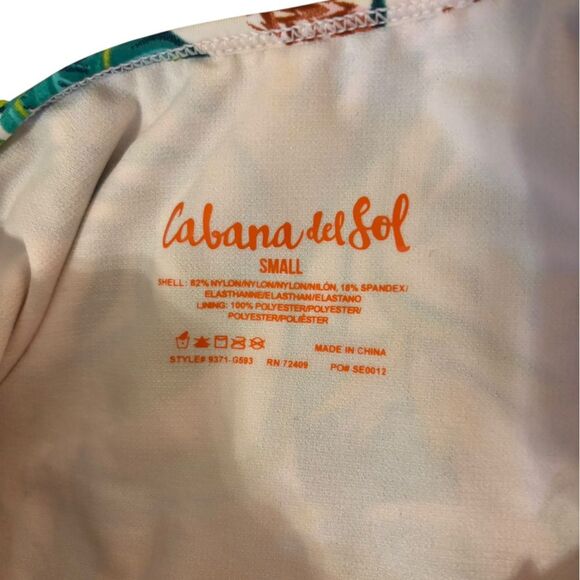 Cabana del Sol
SMALL
SHELL: 82% NYLON/NYLON/NYLON/NILÓN, 18% SPANDEX/
ELASTHANNE/ELASTHAN/ELASTANO
LINING: 100% POLYESTER/POLYESTER/
POLYESTER/POLIÉSTER
MADE IN CHINA
STYLE# 9371-G593 RN 72409 PO# SE0012